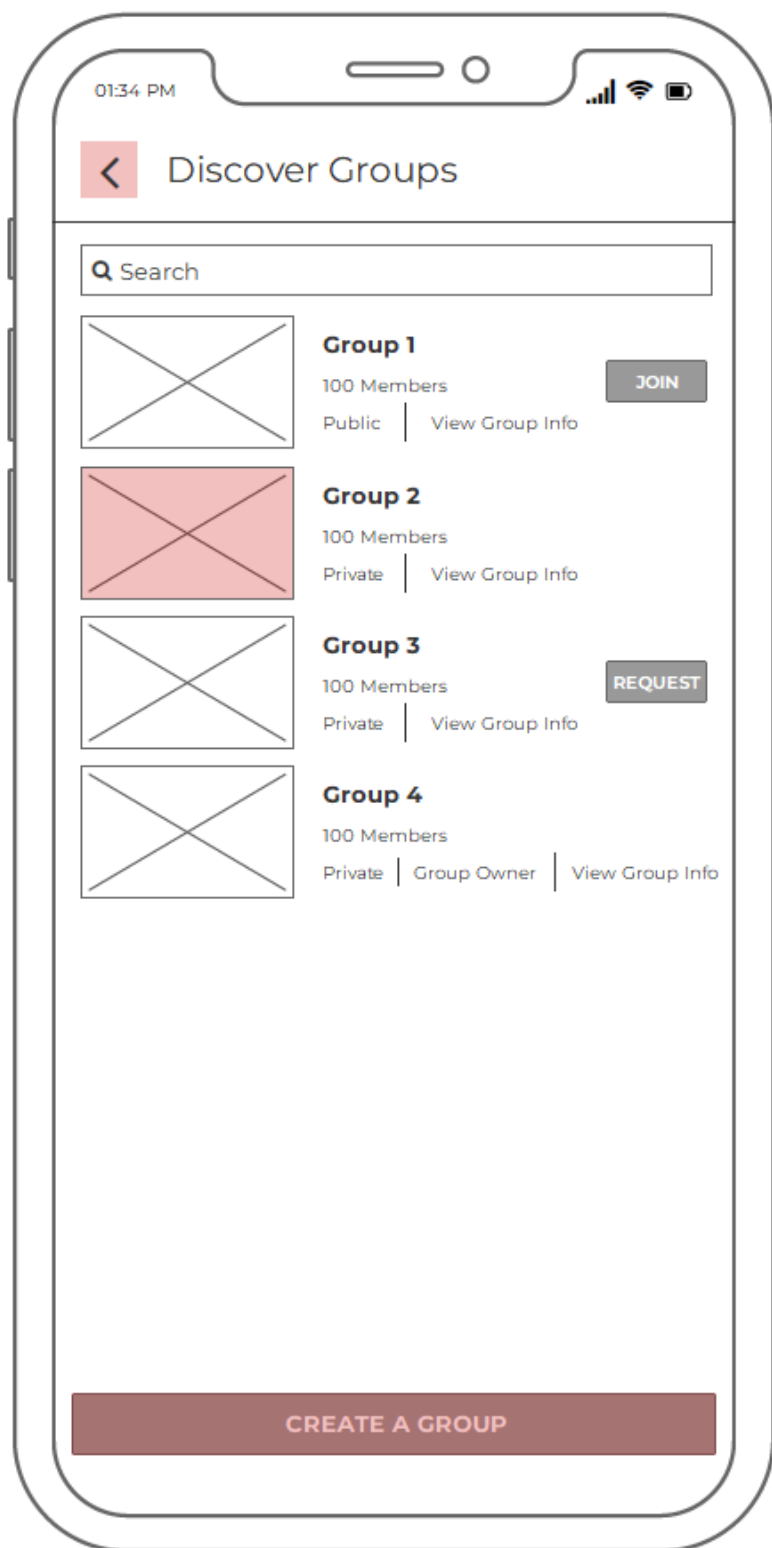 01:34 PM
Discover Groups
Search
Group 1
100 Members
JOIN
Public
View Group Info
Group 2
100 Members
Private
View Group Info
Group 3
100 Members
REQUEST
Private
View Group Info
Group 4
100 Members
Private
Group Owner
View Group Info
CREATE A GROUP